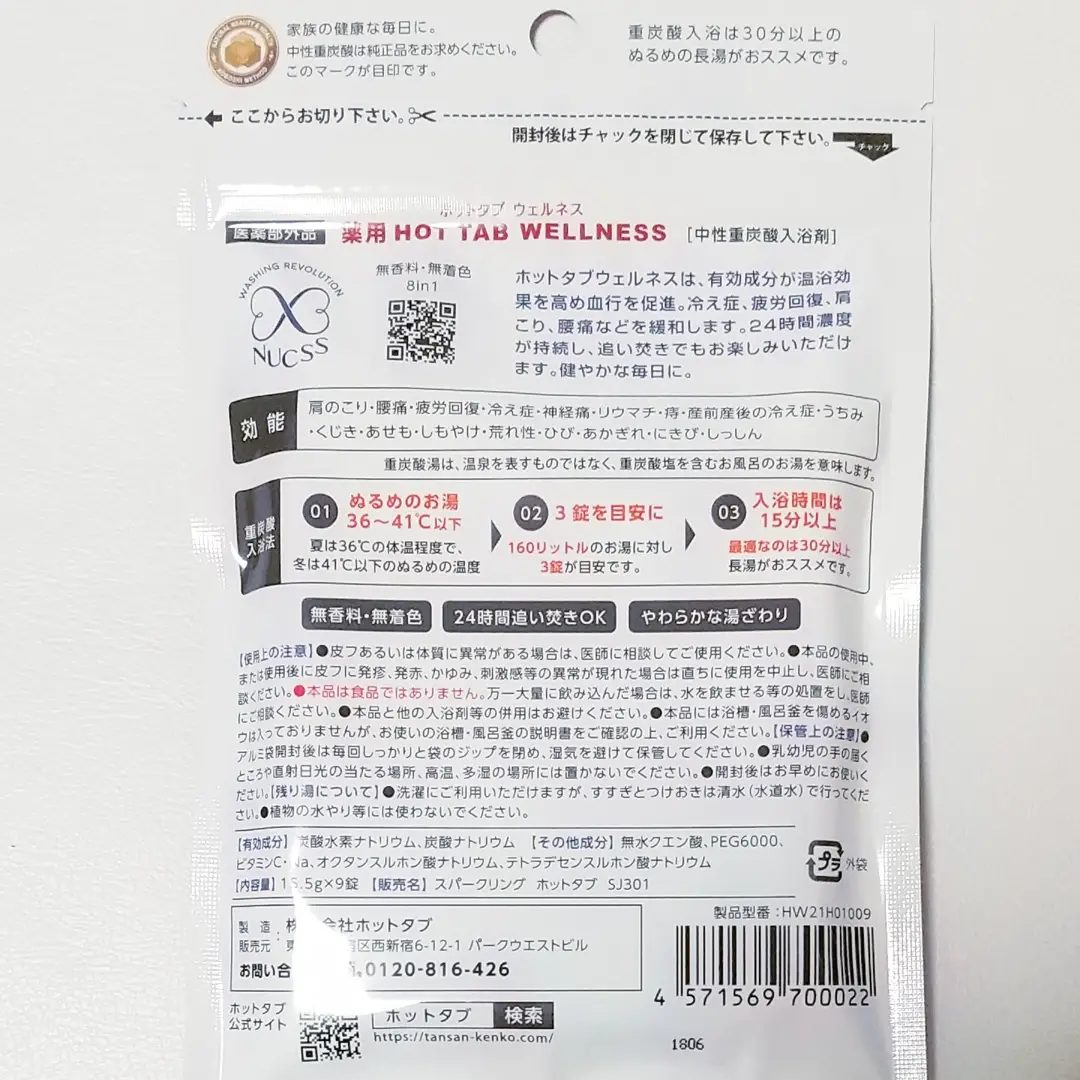 家族の健康な毎日に。
中性重炭酸は純正品をお求めください。
このマークが目印です。
重炭酸入浴は30分以上の
ぬるめの長湯がおススメです。
ここからお切り下さい。
開封後はチャックを閉じて保存して下さい。
チャック
ホットタブ ウェルネス
医薬部外品 薬用 HOT TAB WELLNESS [中性重炭酸入浴剤]
WASHING REVOLUTION
NUCSS
無香料・無着色
8in1
ホットタブウェルネスは、有効成分が温浴効
果を高め血行を促進。冷え症、疲労回復、肩
こり、腰痛などを緩和します。24時間濃度
が持続し、追い焚きでもお楽しみいただけ
ます。健やかな毎日に。
効能
肩のこり・腰痛・疲労回復・冷え症・神経痛・リウマチ・痔・産前産後の冷え症・うちみ
・くじき・あせも・しもやけ・荒れ性・ひび・あかぎれ・にきび・しっしん
重炭酸湯は、温泉を表すものではなく、重炭酸塩を含むお風呂のお湯を意味します。
重炭酸
入浴法
01 ぬるめのお湯
36〜41℃以下
夏は36℃の体温程度で、
冬は41℃以下のぬるめの温度
02 3錠を目安に
160リットルのお湯に対し
3錠が目安です。
03 入浴時間は
15分以上
最適なのは30分以上
長湯がおススメです。
無香料・無着色 24時間追い焚きOK やわらかな湯ざわり
【使用上の注意】●皮フあるいは体質に異常がある場合は、医師に相談してご使用ください。●本品の使用中、
または使用後に皮フに発疹、発赤、かゆみ、刺激感等の異常が現れた場合は直ちに使用を中止し、医師にご相
談ください。●本品は食品ではありません。万一大量に飲み込んだ場合は、水を飲ませる等の処置をし、医師
にご相談ください。●本品と他の入浴剤等の併用はお避けください。●本品には浴槽・風呂釜を傷めるイオ
ウは入っておりませんが、お使いの浴槽・風呂釜の説明書をご確認の上、ご利用ください。【保管上の注意】●
アルミ袋開封後は毎回しっかりと袋のジップを閉め、湿気を避けて保管してください。●乳幼児の手の届く
ところや直射日光の当たる場所、高温、多湿の場所には置かないでください。●開封後はお早めにお使いく
ださい。【残り湯について】●洗濯にご利用いただけますが、すすぎとつけおきは清水(水道水)で行ってくだ
さい。●植物の水やり等には使わないでください。
【有効成分】炭酸水素ナトリウム、炭酸ナトリウム 【その他成分】無水クエン酸、PEG6000、
ビタミンC・Na、オクタンスルホン酸ナトリウム、テトラデセンスルホン酸ナトリウム
【内容量】15.5g×9錠 【販売名】スパークリング ホットタブ SJ301
プラ 外袋
製品型番：HW21H01009
製造 株 会社ホットタブ
販売元 区西新宿6-12-1 パークウエストビル
お問い合 0120-816-426
4 571569 700022
ホットタブ
公式サイト
ホットタブ 検索
https://tansan-kenko.com/
1806